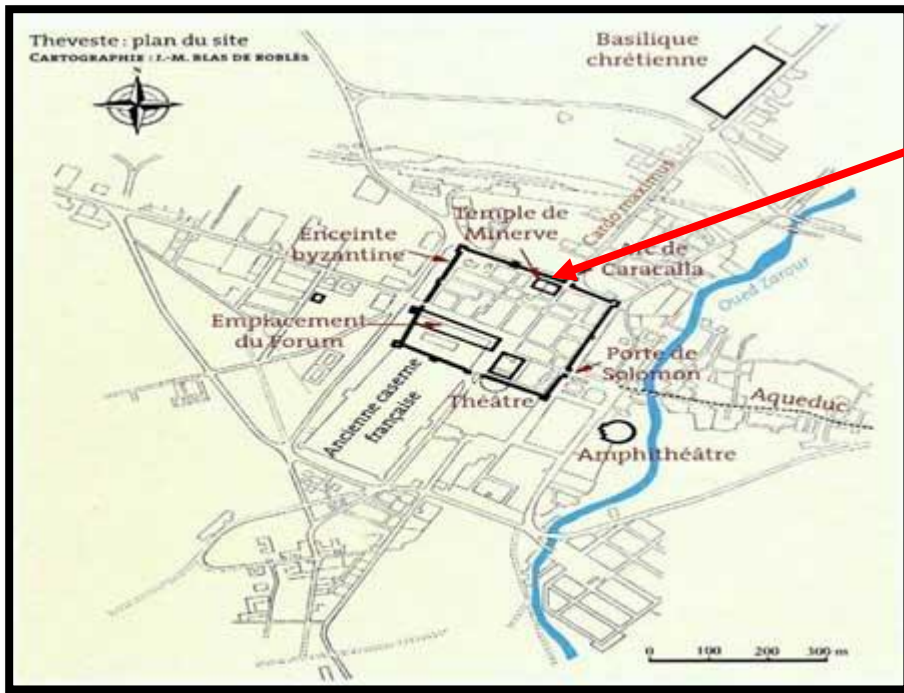 Theveste : plan du site
CARTOGRAPHIE : J.-M. BLAS DE ROBLÈS
N
Basilique
chrétienne
Cardo maximus
Temple de
Minerve
Enceinte
byzantine
Arc de
Caracalla
Oued Zarour
Emplacement
du Forum
Porte de
Solomon
Aqueduc
Théâtre
Ancienne caserne
française
Amphithéâtre
0 100 200 300 m